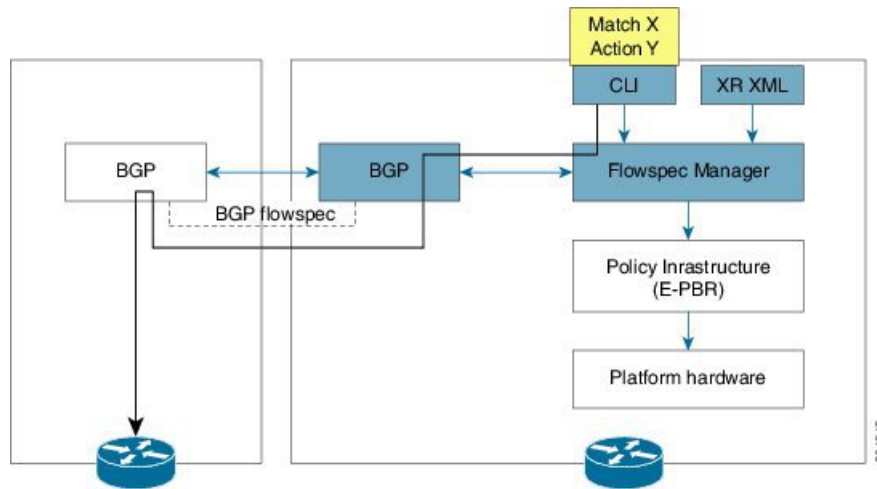 Match X
Action Y
CLI
XR XML
BGP
BGP
Flowspec Manager
BGP flowspec
Policy Inrastructure
(E-PBR)
Platform hardware